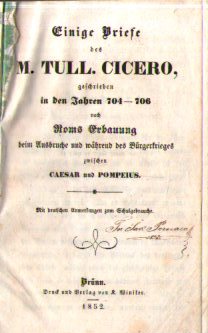 Einige Briefe
des
M. TULL. CICERO,
geschrieben
in den Jahren 704—706
nach
Roms Erbauung
beim Ausbruche und während des Bürgerkrieges
zwischen
CAESAR und POMPEIUS.
Mit deutschen Anmerkungen zum Schulgebrauche.
Brünn.
Druck und Verlag von K. Winiker.
1852.